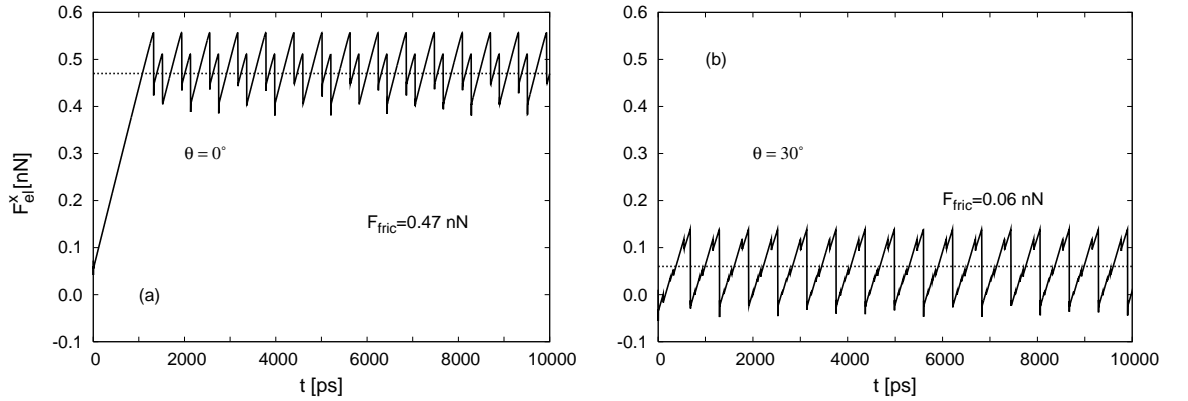 0.6
0.5
0.4
0.3
0.2
0.1
0.0
-0.1
F_el^x [nN]
0 2000 4000 6000 8000 10000
t [ps]
θ = 0°
F_fric=0.47 nN
(a)
0.6
0.5
0.4
0.3
0.2
0.1
0.0
-0.1
0 2000 4000 6000 8000 10000
t [ps]
(b)
θ = 30°
F_fric=0.06 nN